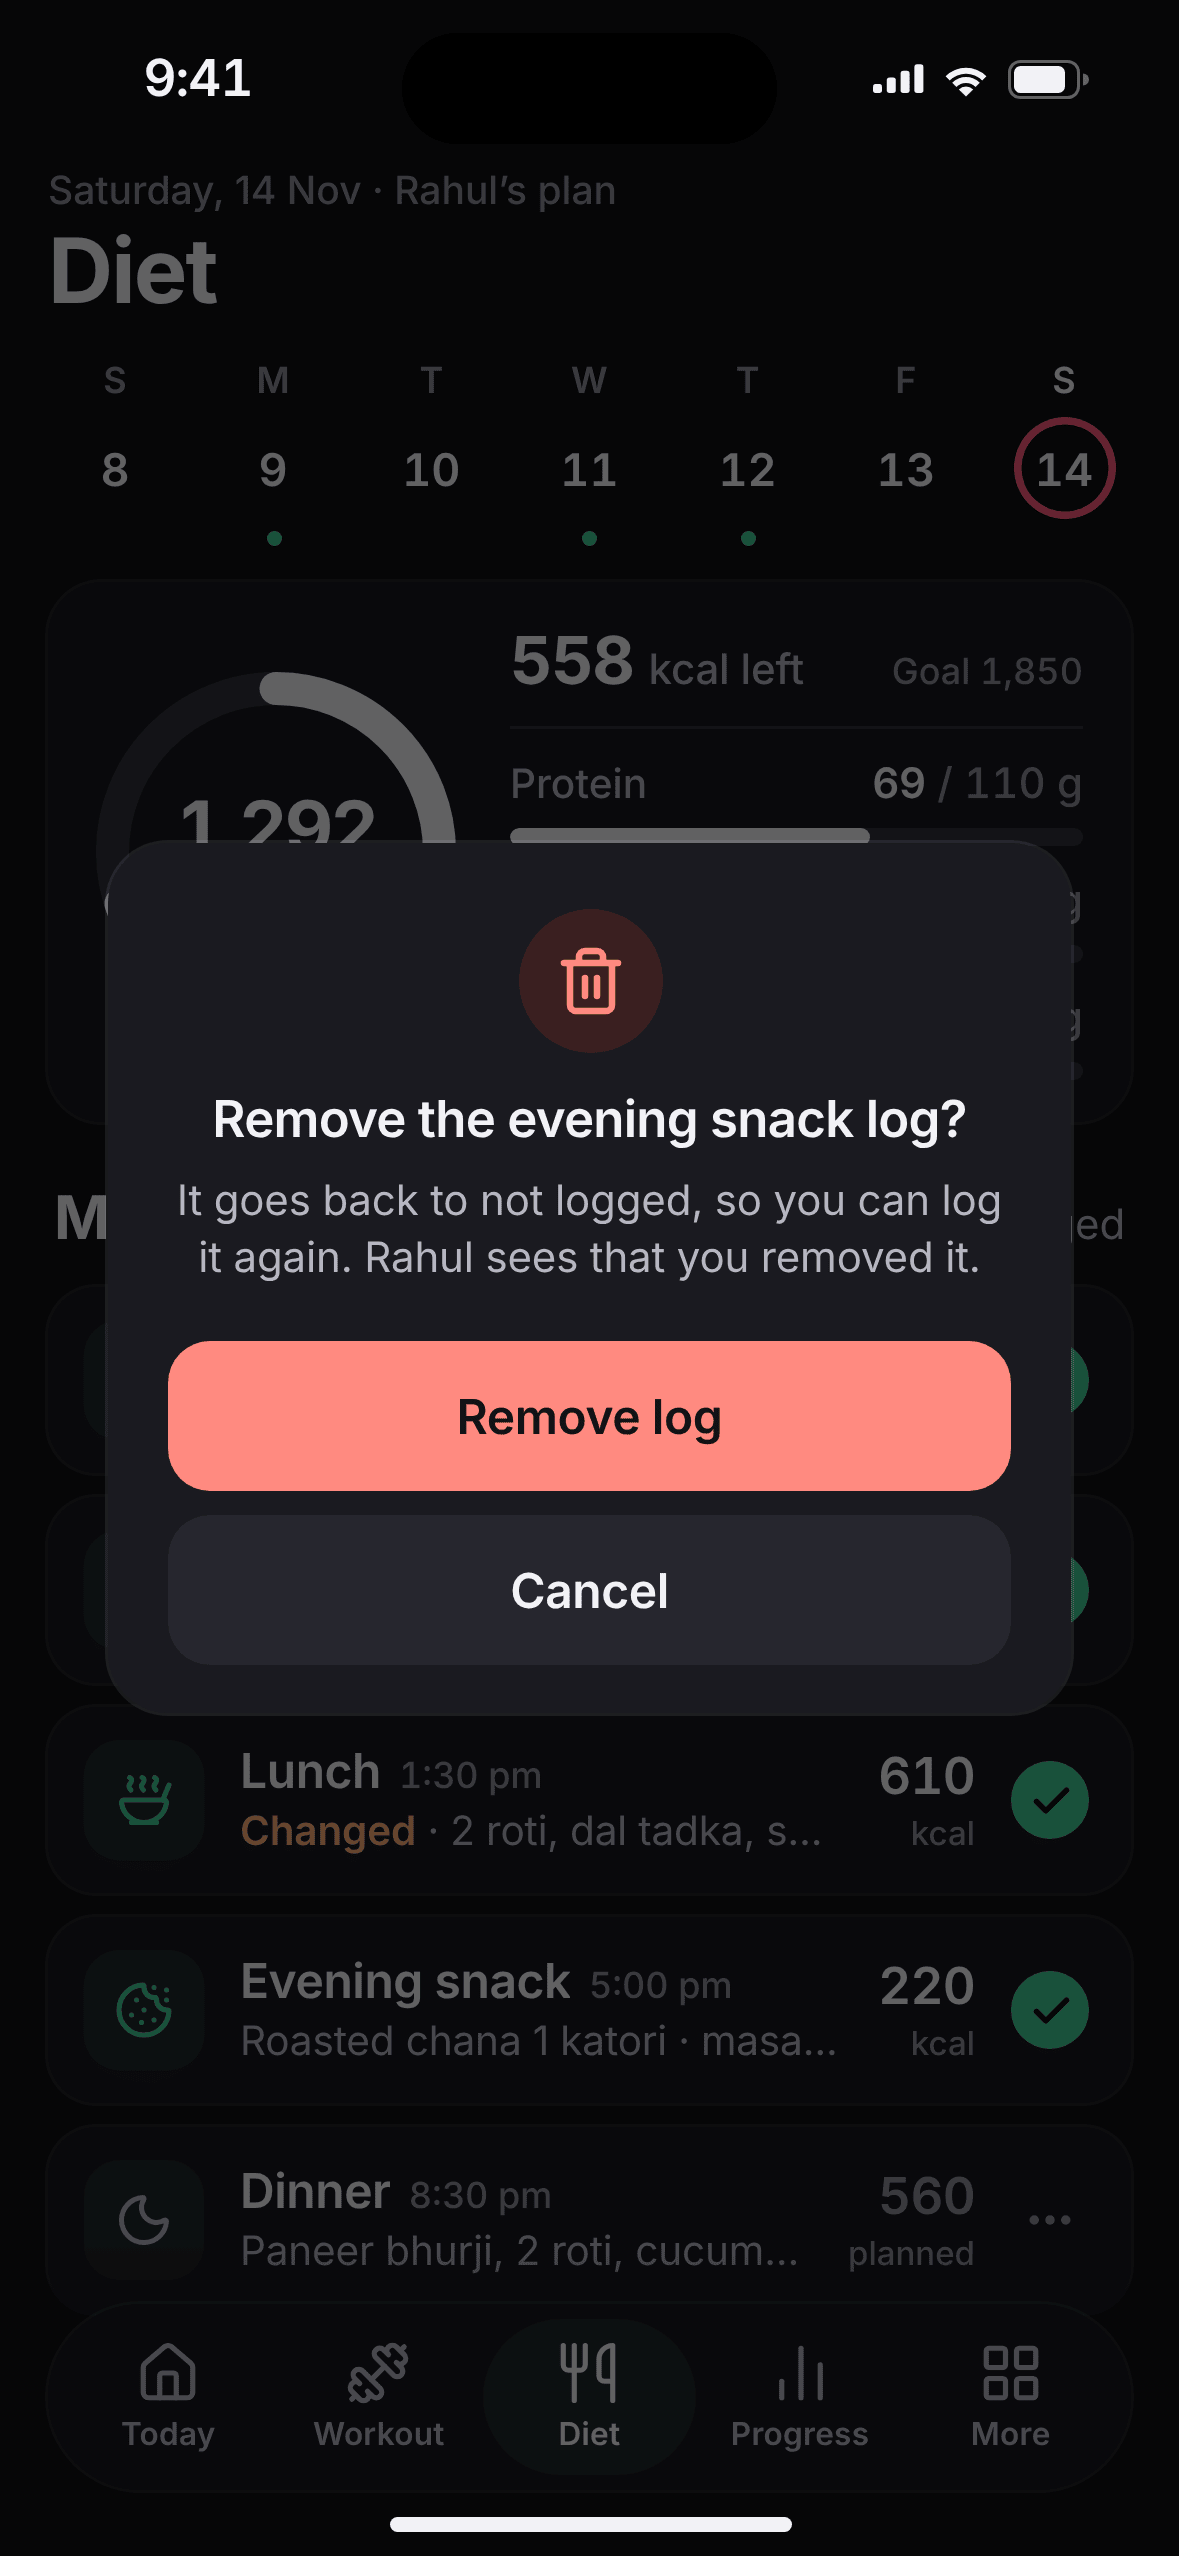 9:41
Saturday, 14 Nov · Rahul’s plan
Diet
S M T W T F S
8 9 10 11 12 13 14
558 kcal left Goal 1,850
Protein 69 / 110 g
1,292
g
g
Remove the evening snack log?
It goes back to not logged, so you can log
it again. Rahul sees that you removed it.
Remove log
Cancel
Lunch 1:30 pm 610
Changed · 2 roti, dal tadka, s... kcal
Evening snack 5:00 pm 220
Roasted chana 1 katori · masa... kcal
Dinner 8:30 pm 560
Paneer bhurji, 2 roti, cucum... planned
Today Workout Diet Progress More